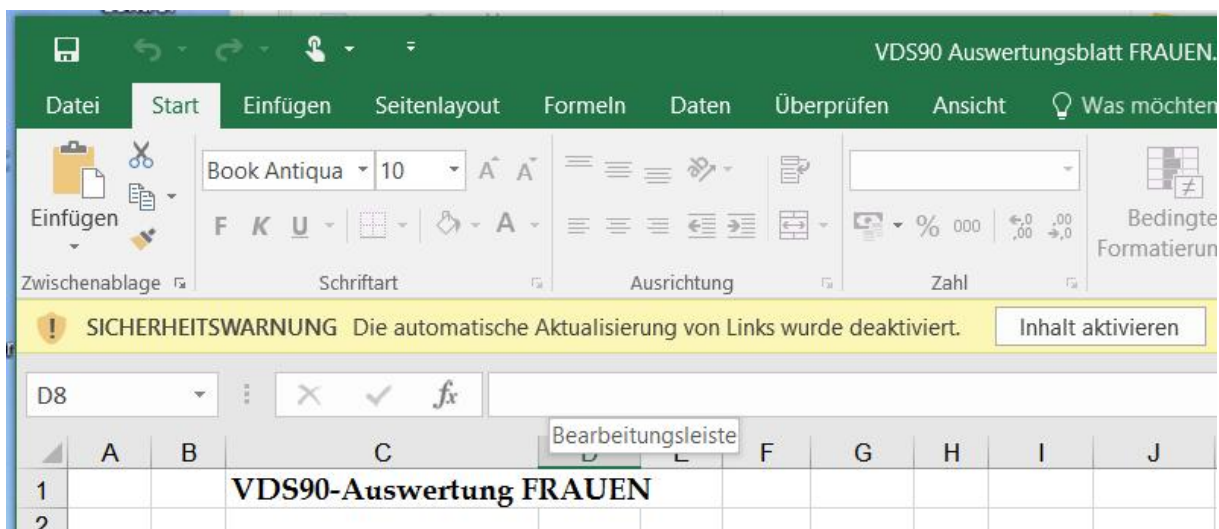 VDS90 Auswertungsblatt FRAUEN.
Datei Start Einfügen Seitenlayout Formeln Daten Überprüfen Ansicht Was möchten
Book Antiqua 10
Einfügen F K U A % 000
Bedingte
Formatierun
Zwischenablage Schriftart Ausrichtung Zahl
SICHERHEITSWARNUNG Die automatische Aktualisierung von Links wurde deaktiviert. Inhalt aktivieren
D8 fx
Bearbeitungsleiste
A B C D E F G H I J
1 VDS90-Auswertung FRAUEN
2